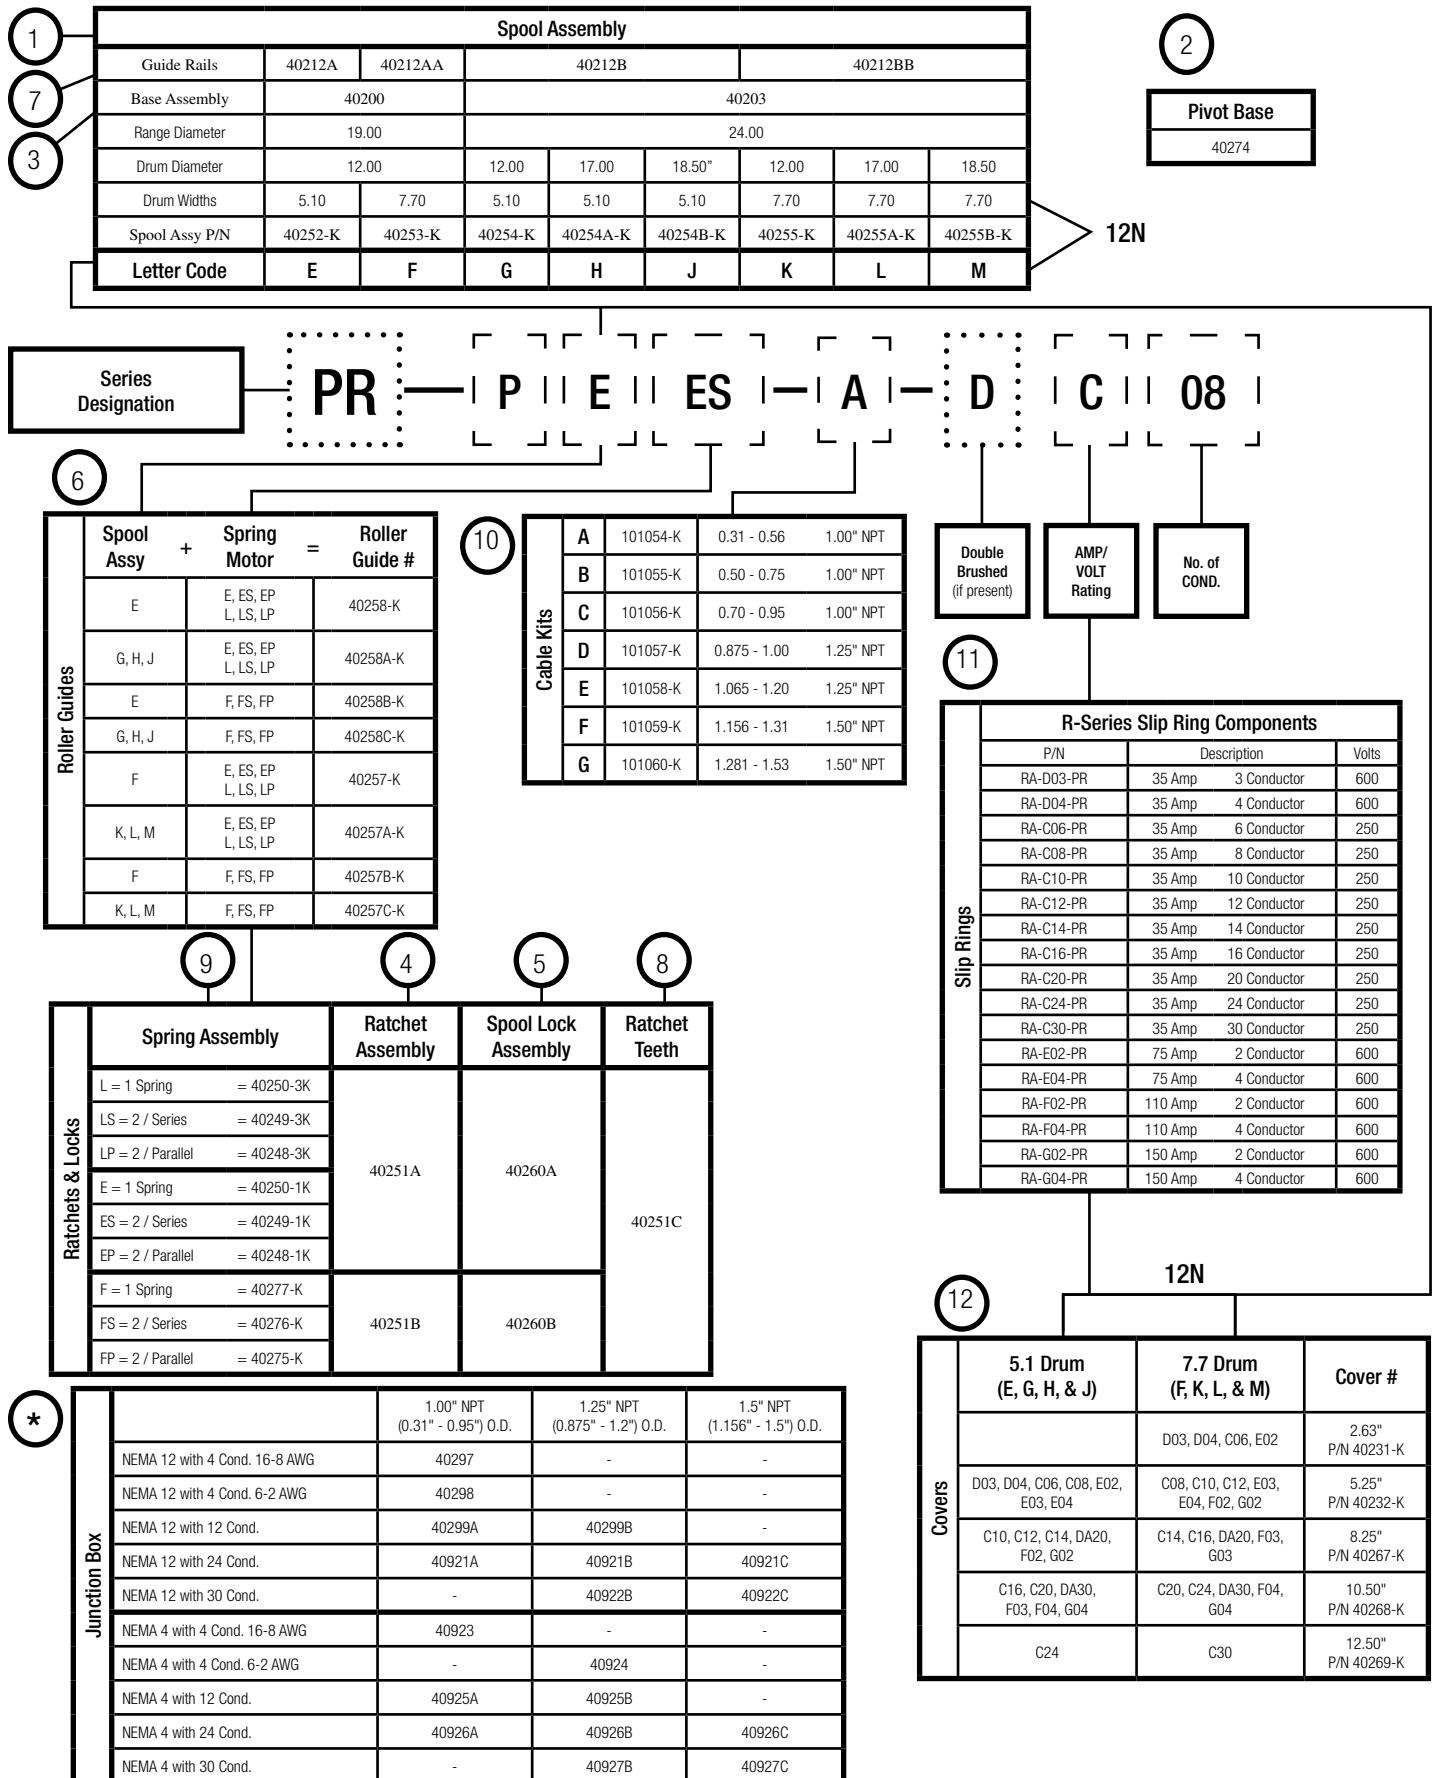 1
Spool Assembly
Guide Rails 40212A 40212AA 40212B 40212BB
7
Base Assembly 40200 40203
Range Diameter 19.00 24.00
3
Drum Diameter 12.00 12.00 17.00 18.50” 12.00 17.00 18.50
Drum Widths 5.10 7.70 5.10 5.10 5.10 7.70 7.70 7.70
Spool Assy P/N 40252-K 40253-K 40254-K 40254A-K 40254B-K 40255-K 40255A-K 40255B-K
Letter Code E F G H J K L M
12N
2
Pivot Base
40274
Series
Designation
PR — P E ES — A — D C 08
Double
Brushed
(if present)
AMP/
VOLT
Rating
No. of
COND.
6
Roller Guides
Spool
Assy
+
Spring
Motor
=
Roller
Guide #
E E, ES, EP
L, LS, LP 40258-K
G, H, J E, ES, EP
L, LS, LP 40258A-K
E F, FS, FP 40258B-K
G, H, J F, FS, FP 40258C-K
F E, ES, EP
L, LS, LP 40257-K
K, L, M E, ES, EP
L, LS, LP 40257A-K
F F, FS, FP 40257B-K
K, L, M F, FS, FP 40257C-K
10
Cable Kits
A 101054-K 0.31 - 0.56 1.00" NPT
B 101055-K 0.50 - 0.75 1.00" NPT
C 101056-K 0.70 - 0.95 1.00" NPT
D 101057-K 0.875 - 1.00 1.25" NPT
E 101058-K 1.065 - 1.20 1.25" NPT
F 101059-K 1.156 - 1.31 1.50" NPT
G 101060-K 1.281 - 1.53 1.50" NPT
11
Slip Rings
R-Series Slip Ring Components
P/N Description Volts
RA-D03-PR 35 Amp 3 Conductor 600
RA-D04-PR 35 Amp 4 Conductor 600
RA-C06-PR 35 Amp 6 Conductor 250
RA-C08-PR 35 Amp 8 Conductor 250
RA-C10-PR 35 Amp 10 Conductor 250
RA-C12-PR 35 Amp 12 Conductor 250
RA-C14-PR 35 Amp 14 Conductor 250
RA-C16-PR 35 Amp 16 Conductor 250
RA-C20-PR 35 Amp 20 Conductor 250
RA-C24-PR 35 Amp 24 Conductor 250
RA-C30-PR 35 Amp 30 Conductor 250
RA-E02-PR 75 Amp 2 Conductor 600
RA-E04-PR 75 Amp 4 Conductor 600
RA-F02-PR 110 Amp 2 Conductor 600
RA-F04-PR 110 Amp 4 Conductor 600
RA-G02-PR 150 Amp 2 Conductor 600
RA-G04-PR 150 Amp 4 Conductor 600
9 4 5 8
Ratchets & Locks
Spring Assembly
Ratchet
Assembly
Spool Lock
Assembly
Ratchet
Teeth
L = 1 Spring = 40250-3K
LS = 2 / Series = 40249-3K
LP = 2 / Parallel = 40248-3K
E = 1 Spring = 40250-1K
ES = 2 / Series = 40249-1K
EP = 2 / Parallel = 40248-1K
F = 1 Spring = 40277-K
FS = 2 / Series = 40276-K
FP = 2 / Parallel = 40275-K
40251A 40260A
40251C
40251B 40260B
12N
12
Covers
5.1 Drum
(E, G, H, & J)
7.7 Drum
(F, K, L, & M)
Cover #
D03, D04, C06, E02
2.63"
P/N 40231-K
D03, D04, C06, C08, E02,
E03, E04
C08, C10, C12, E03,
E04, F02, G02
5.25"
P/N 40232-K
C10, C12, C14, DA20,
F02, G02
C14, C16, DA20, F03,
G03
8.25"
P/N 40267-K
C16, C20, DA30,
F03, F04, G04
C20, C24, DA30, F04,
G04
10.50"
P/N 40268-K
C24
C30
12.50"
P/N 40269-K
*
Junction Box
1.00" NPT
(0.31" - 0.95") O.D.
1.25" NPT
(0.875" - 1.2") O.D.
1.5" NPT
(1.156" - 1.5") O.D.
NEMA 12 with 4 Cond. 16-8 AWG 40297 - -
NEMA 12 with 4 Cond. 6-2 AWG 40298 - -
NEMA 12 with 12 Cond. 40299A 40299B -
NEMA 12 with 24 Cond. 40921A 40921B 40921C
NEMA 12 with 30 Cond. - 40922B 40922C
NEMA 4 with 4 Cond. 16-8 AWG 40923 - -
NEMA 4 with 4 Cond. 6-2 AWG - 40924 -
NEMA 4 with 12 Cond. 40925A 40925B -
NEMA 4 with 24 Cond. 40926A 40926B 40926C
NEMA 4 with 30 Cond. - 40927B 40927C